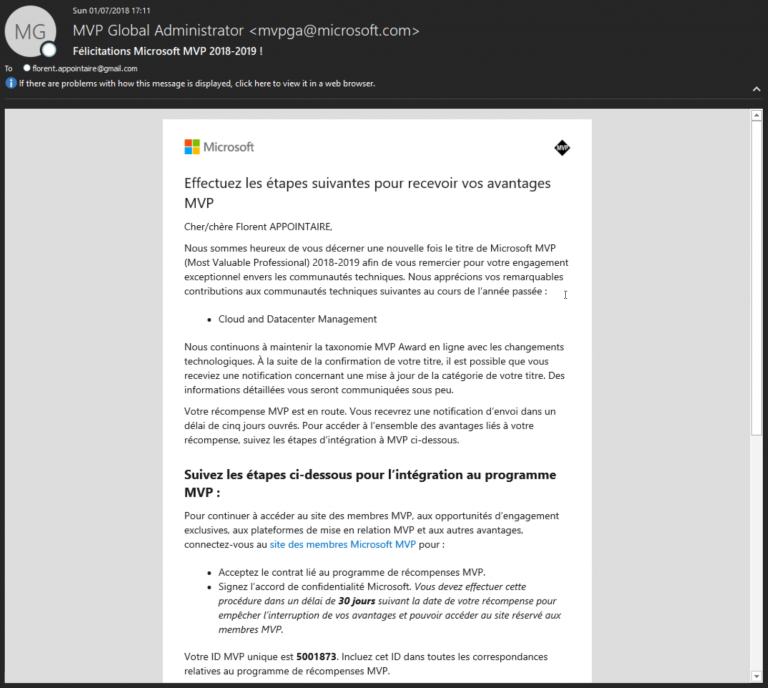 MG
Sun 01/07/2018 17:11
MVP Global Administrator <mvpga@microsoft.com>
Félicitations Microsoft MVP 2018-2019 !
To florent.appointaire@gmail.com
If there are problems with how this message is displayed, click here to view it in a web browser.
Microsoft
MVP
Effectuez les étapes suivantes pour recevoir vos avantages
MVP
Cher/chère Florent APPOINTAIRE,
Nous sommes heureux de vous décerner une nouvelle fois le titre de Microsoft MVP
(Most Valuable Professional) 2018-2019 afin de vous remercier pour votre engagement
exceptionnel envers les communautés techniques. Nous apprécions vos remarquables
contributions aux communautés techniques suivantes au cours de l'année passée :
• Cloud and Datacenter Management
Nous continuons à maintenir la taxonomie MVP Award en ligne avec les changements
technologiques. À la suite de la confirmation de votre titre, il est possible que vous
receviez une notification concernant une mise à jour de la catégorie de votre titre. Des
informations détaillées vous seront communiquées sous peu.
Votre récompense MVP est en route. Vous recevrez une notification d'envoi dans un
délai de cinq jours ouvrés. Pour accéder à l'ensemble des avantages liés à votre
récompense, suivez les étapes d'intégration à MVP ci-dessous.
Suivez les étapes ci-dessous pour l'intégration au programme
MVP :
Pour continuer à accéder au site des membres MVP, aux opportunités d'engagement
exclusives, aux plateformes de mise en relation MVP et aux autres avantages,
connectez-vous au site des membres Microsoft MVP pour :
• Acceptez le contrat lié au programme de récompenses MVP.
• Signez l'accord de confidentialité Microsoft. Vous devez effectuer cette
procédure dans un délai de 30 jours suivant la date de votre récompense pour
empêcher l'interruption de vos avantages et pouvoir accéder au site réservé aux
membres MVP.
Votre ID MVP unique est 5001873. Incluez cet ID dans toutes les correspondances
relatives au programme de récompenses MVP.